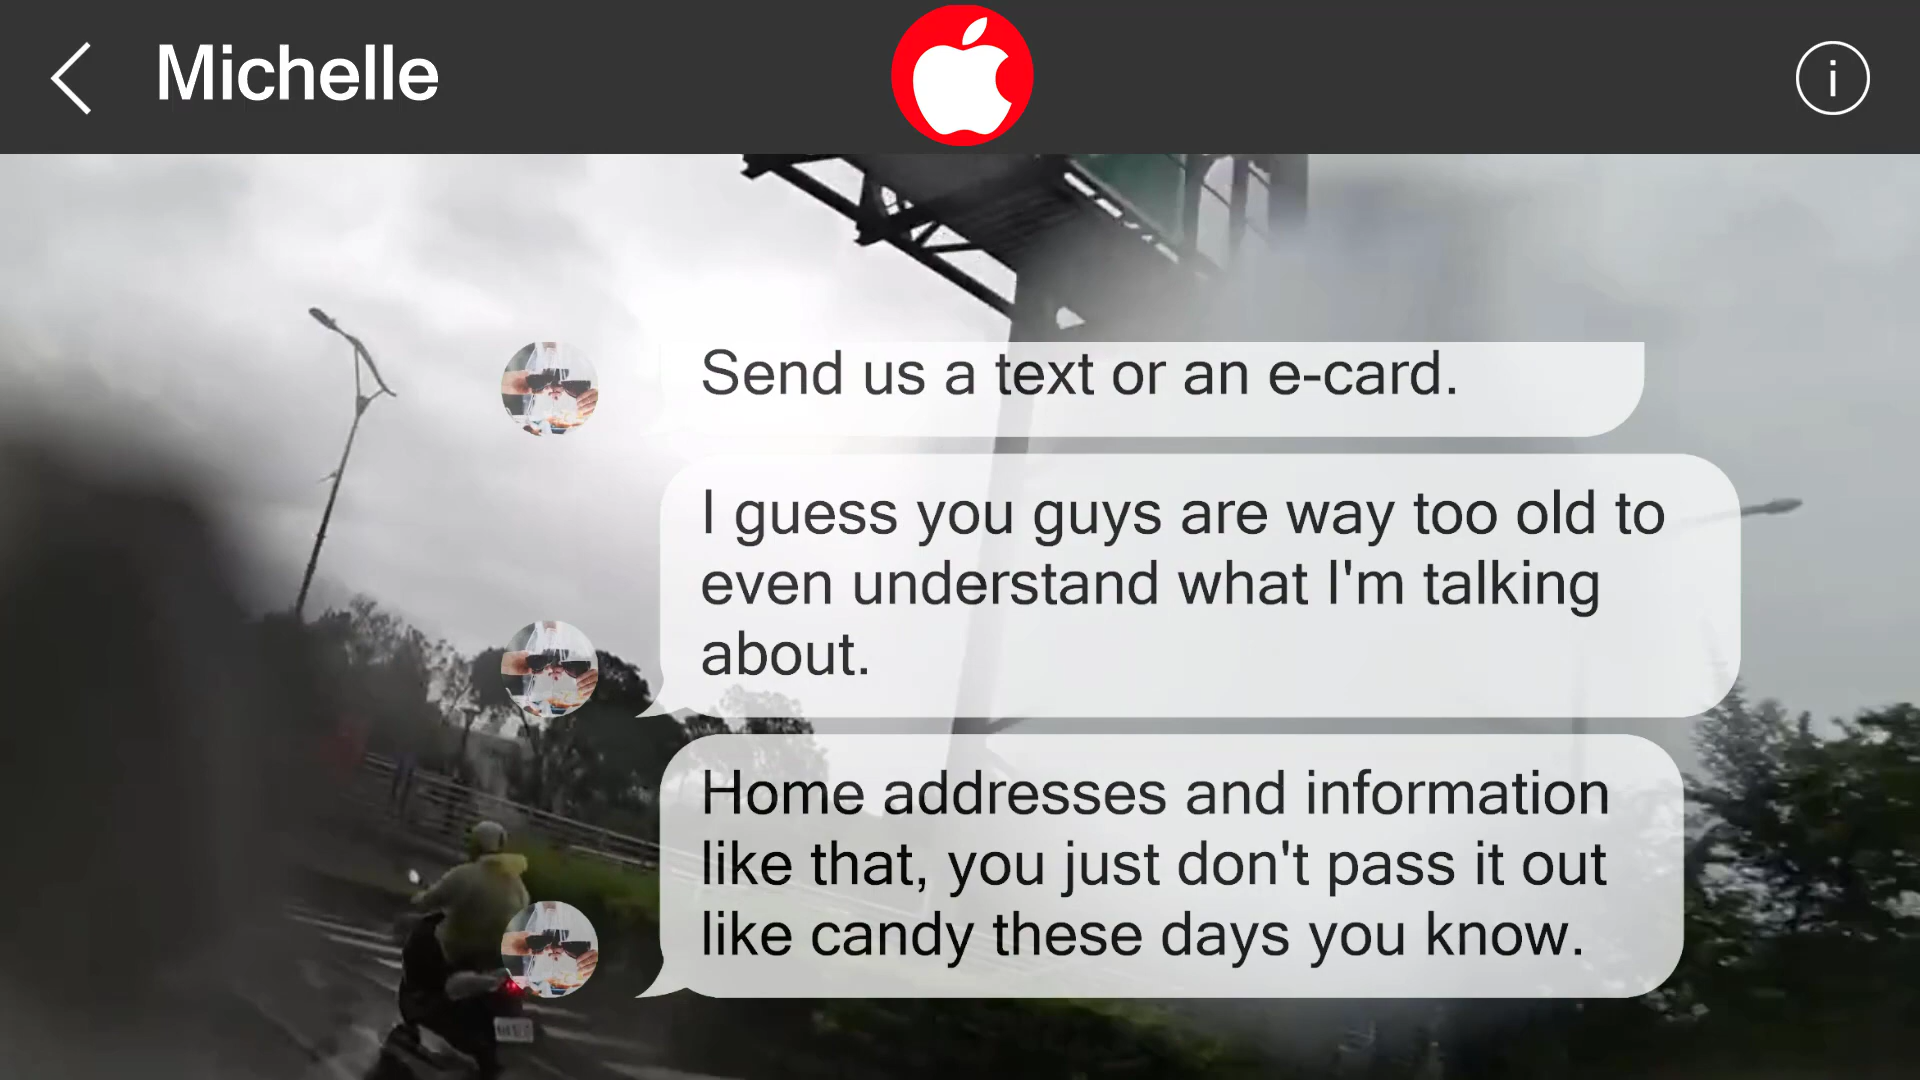 Michelle
Send us a text or an e-card.
I guess you guys are way too old to
even understand what I'm talking
about.
Home addresses and information
like that, you just don't pass it out
like candy these days you know.